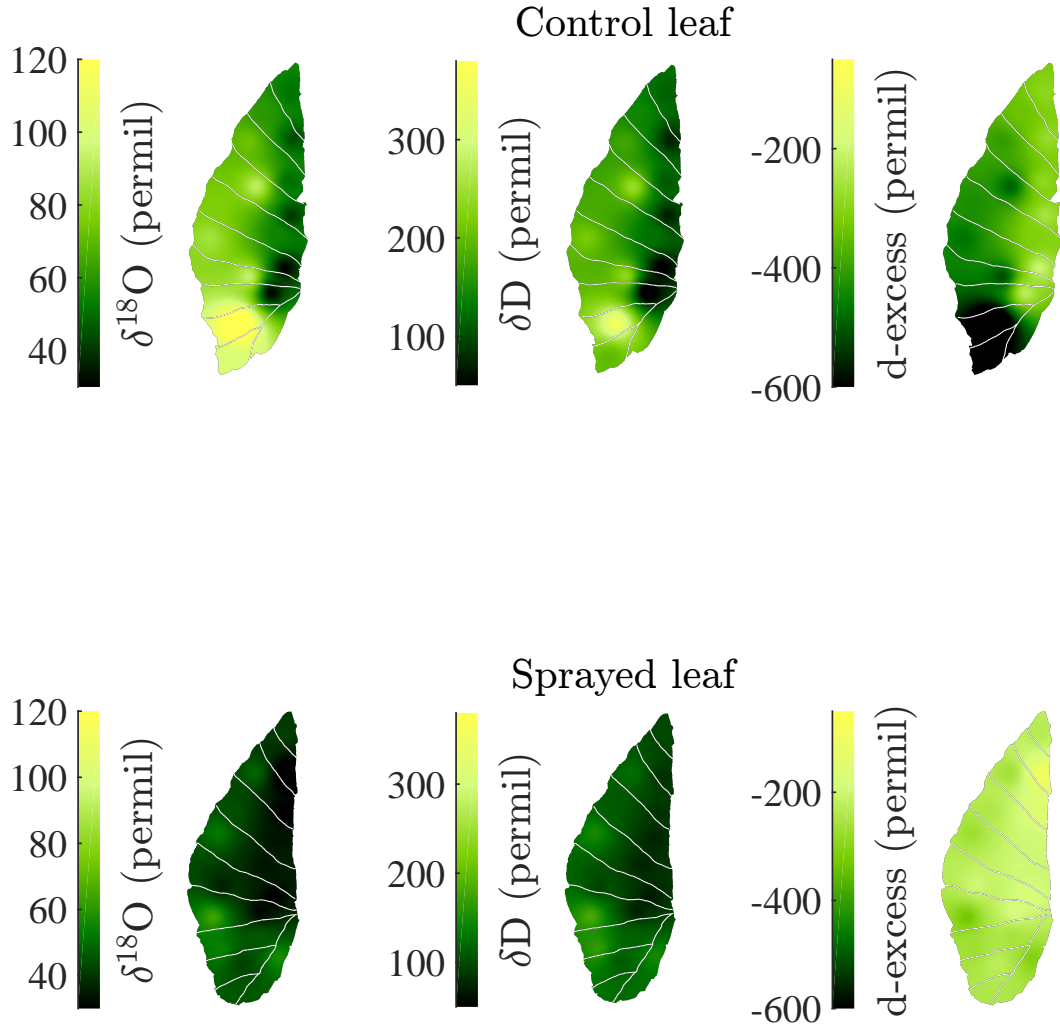 Control leaf
120
100
80
60
40
δ¹⁸O (permil)
300
200
100
δD (permil)
-200
-400
-600
d-excess (permil)
Sprayed leaf
120
100
80
60
40
δ¹⁸O (permil)
300
200
100
δD (permil)
-200
-400
-600
d-excess (permil)